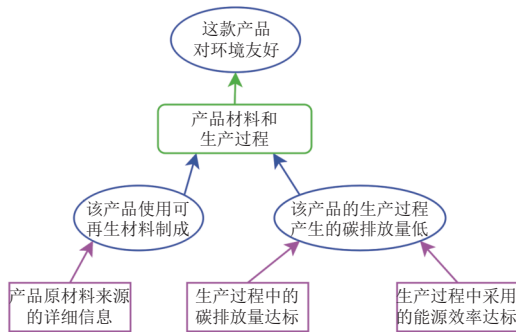 这款产品
对环境友好
产品材料和
生产过程
该产品使用可
再生材料制成
该产品的生产过程
产生的碳排放量低
产品原材料来源
的详细信息
生产过程中的
碳排放量达标
生产过程中采用
的能源效率达标